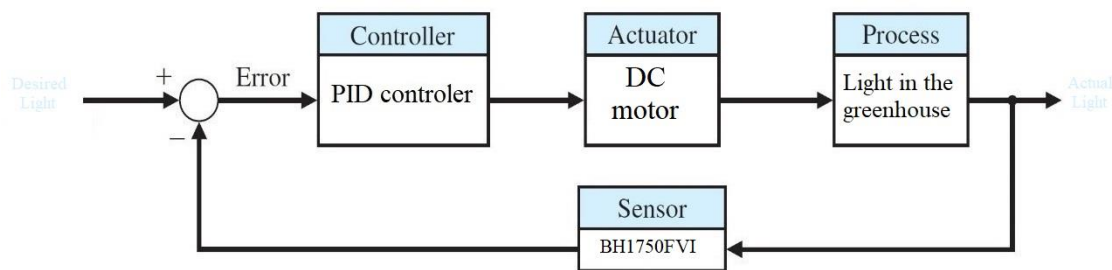 Controller
Actuator
Process
Desired
Light
+
Error
PID controler
DC
motor
Light in the
greenhouse
Actual
Light
−
Sensor
BH1750FVI